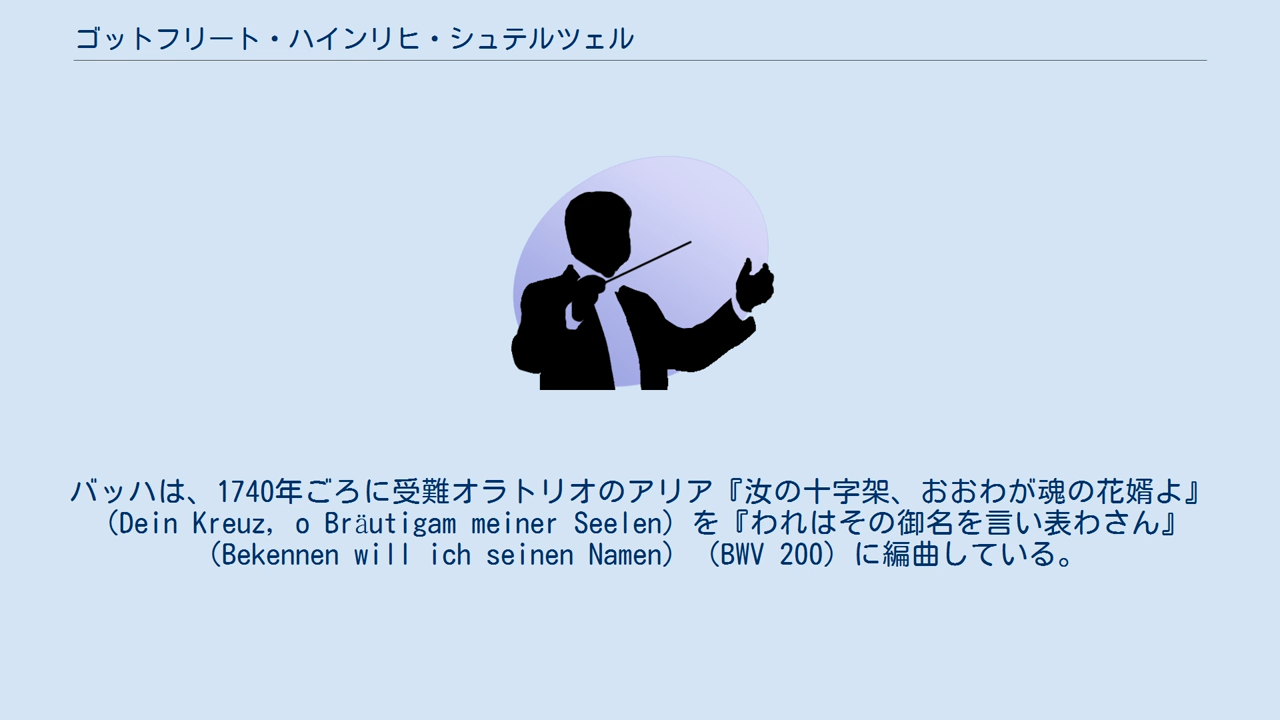 ゴットフリート・ハインリヒ・シュテルツェル
バッハは、1740年ごろに受難オラトリオのアリア『汝の十字架、おおわが魂の花婿よ』
（Dein Kreuz, o Bräutigam meiner Seelen）を『われはその御名を言い表わさん』
（Bekennen will ich seinen Namen）（BWV 200）に編曲している。